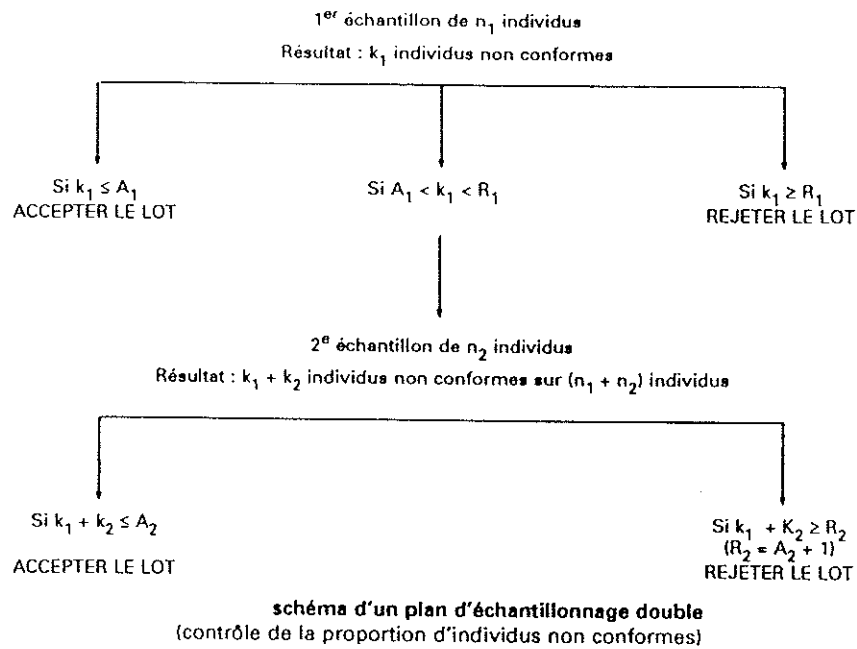 1er échantillon de n1 individus
Résultat : k1 individus non conformes
Si k1 ≤ A1
ACCEPTER LE LOT
Si A1 < k1 < R1
Si k1 ≥ R1
REJETER LE LOT
2e échantillon de n2 individus
Résultat : k1 + k2 individus non conformes sur (n1 + n2) individus
Si k1 + k2 ≤ A2
ACCEPTER LE LOT
Si k1 + K2 ≥ R2
(R2 = A2 + 1)
REJETER LE LOT
schéma d'un plan d'échantillonnage double
(contrôle de la proportion d'individus non conformes)